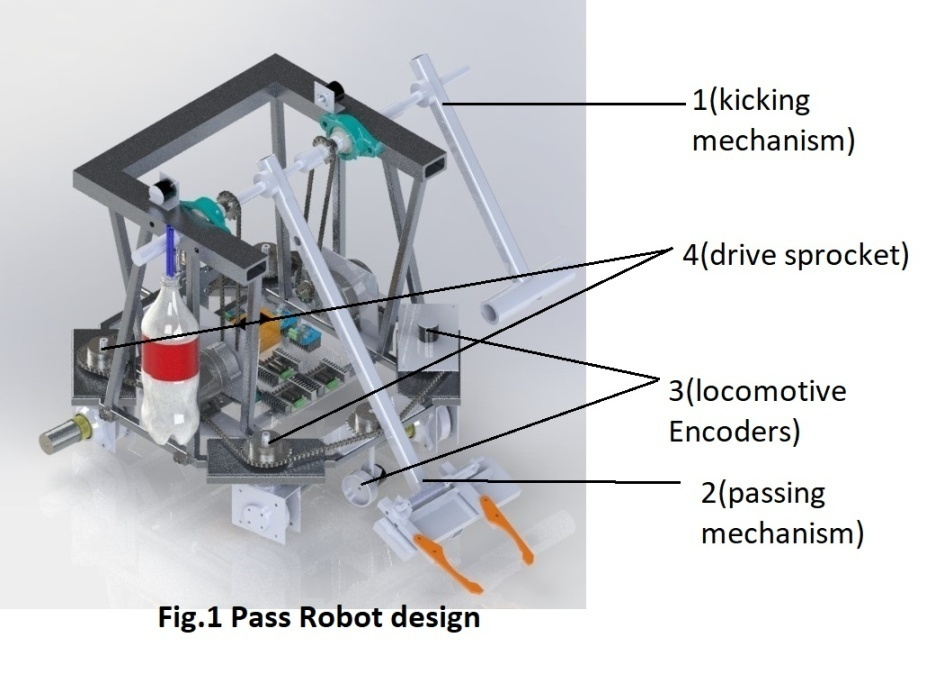 1(kicking
mechanism)
4(drive sprocket)
3(locomotive
Encoders)
2(passing
mechanism)
Fig.1 Pass Robot design